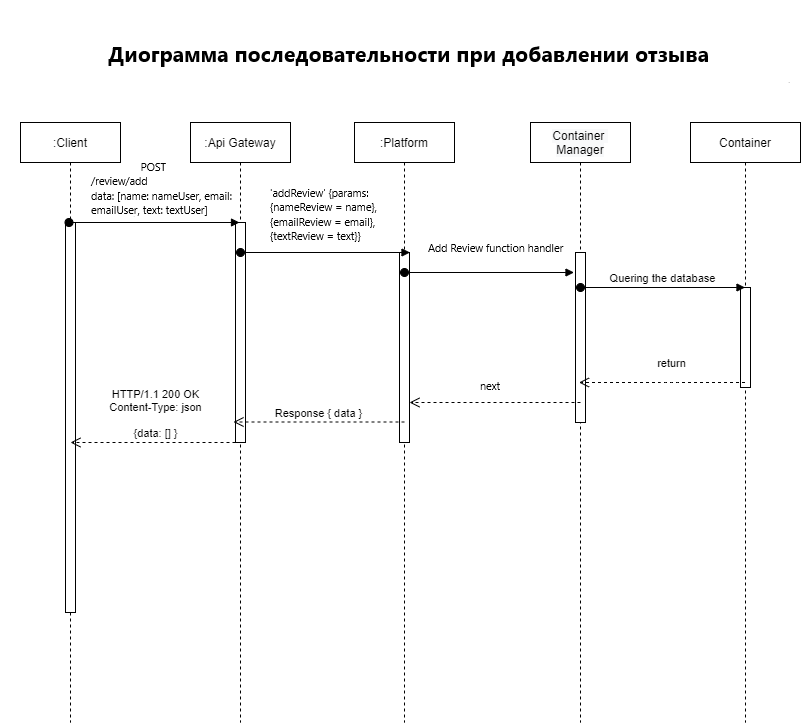 Диограмма последовательности при добавлении отзыва
:Client
:Api Gateway
:Platform
Container
Manager
Container
POST
/review/add
data: [name: nameUser, email:
emailUser, text: textUser]
'addReview' {params:
{nameReview = name},
{emailReview = email},
{textReview = text}}
Add Review function handler
Quering the database
return
next
Response { data }
HTTP/1.1 200 OK
Content-Type: json
{data: [] }